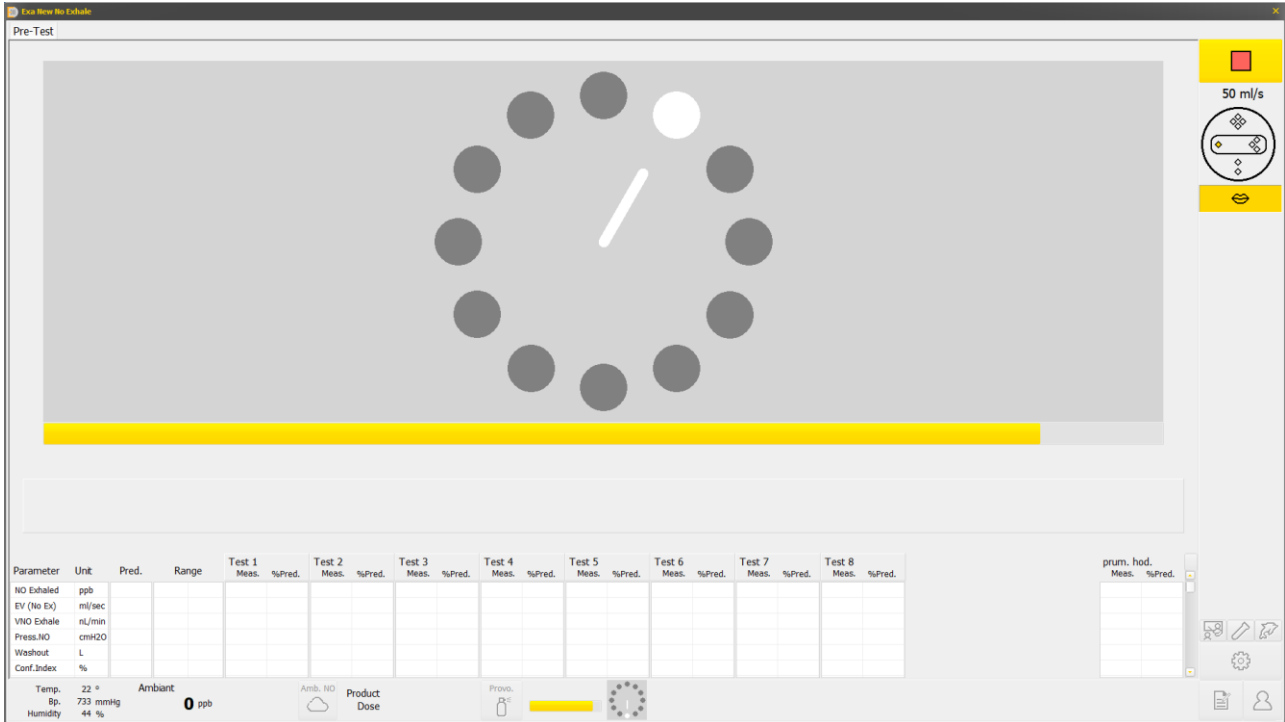 Exa New No Exhale
Pre-Test
50 ml/s
Parameter Unit Pred. Range Test 1 Meas. %Pred. Test 2 Meas. %Pred. Test 3 Meas. %Pred. Test 4 Meas. %Pred. Test 5 Meas. %Pred. Test 6 Meas. %Pred. Test 7 Meas. %Pred. Test 8 Meas. %Pred. prum. hod. Meas. %Pred.
NO Exhaled ppb
EV (No Ex) ml/sec
VNO Exhale nL/min
Press.NO cmH2O
Washout L
Conf.Index %
Temp. 22 °
Bp. 733 mmHg
Humidity 44 %
Ambiant
0 ppb
Amb. NO
Product
Dose
Provo.